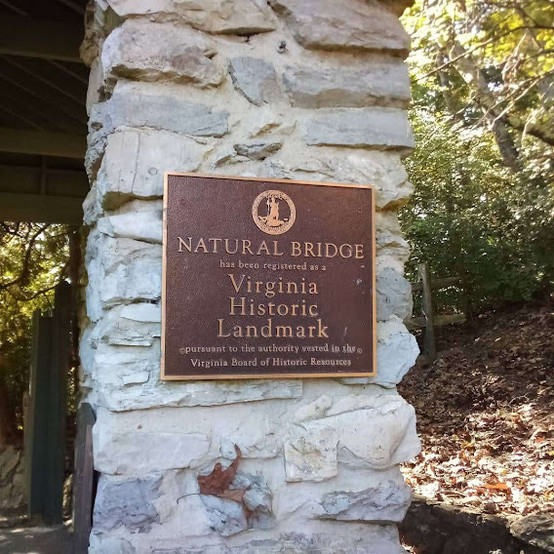 NATURAL BRIDGE
has been registered as a
Virginia
Historic
Landmark
pursuant to the authority vested in the
Virginia Board of Historic Resources